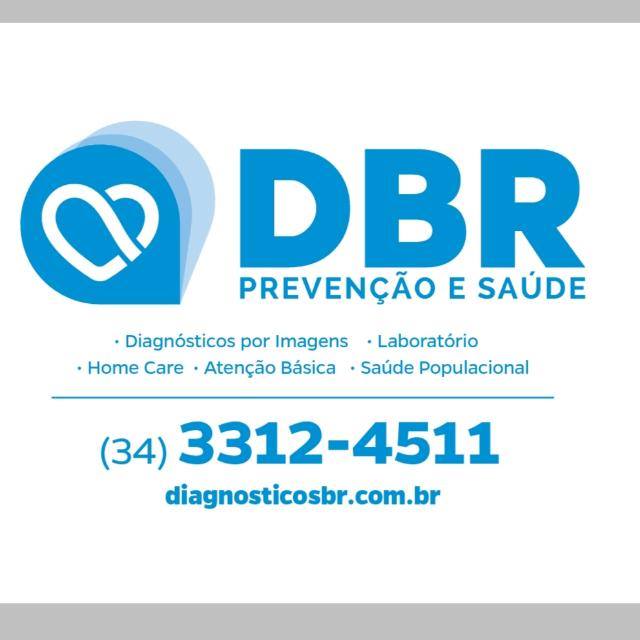 DBR
PREVENÇÃO E SAÚDE
· Diagnósticos por Imagens · Laboratório
· Home Care · Atenção Básica · Saúde Populacional
(34) 3312-4511
diagnosticosbr.com.br